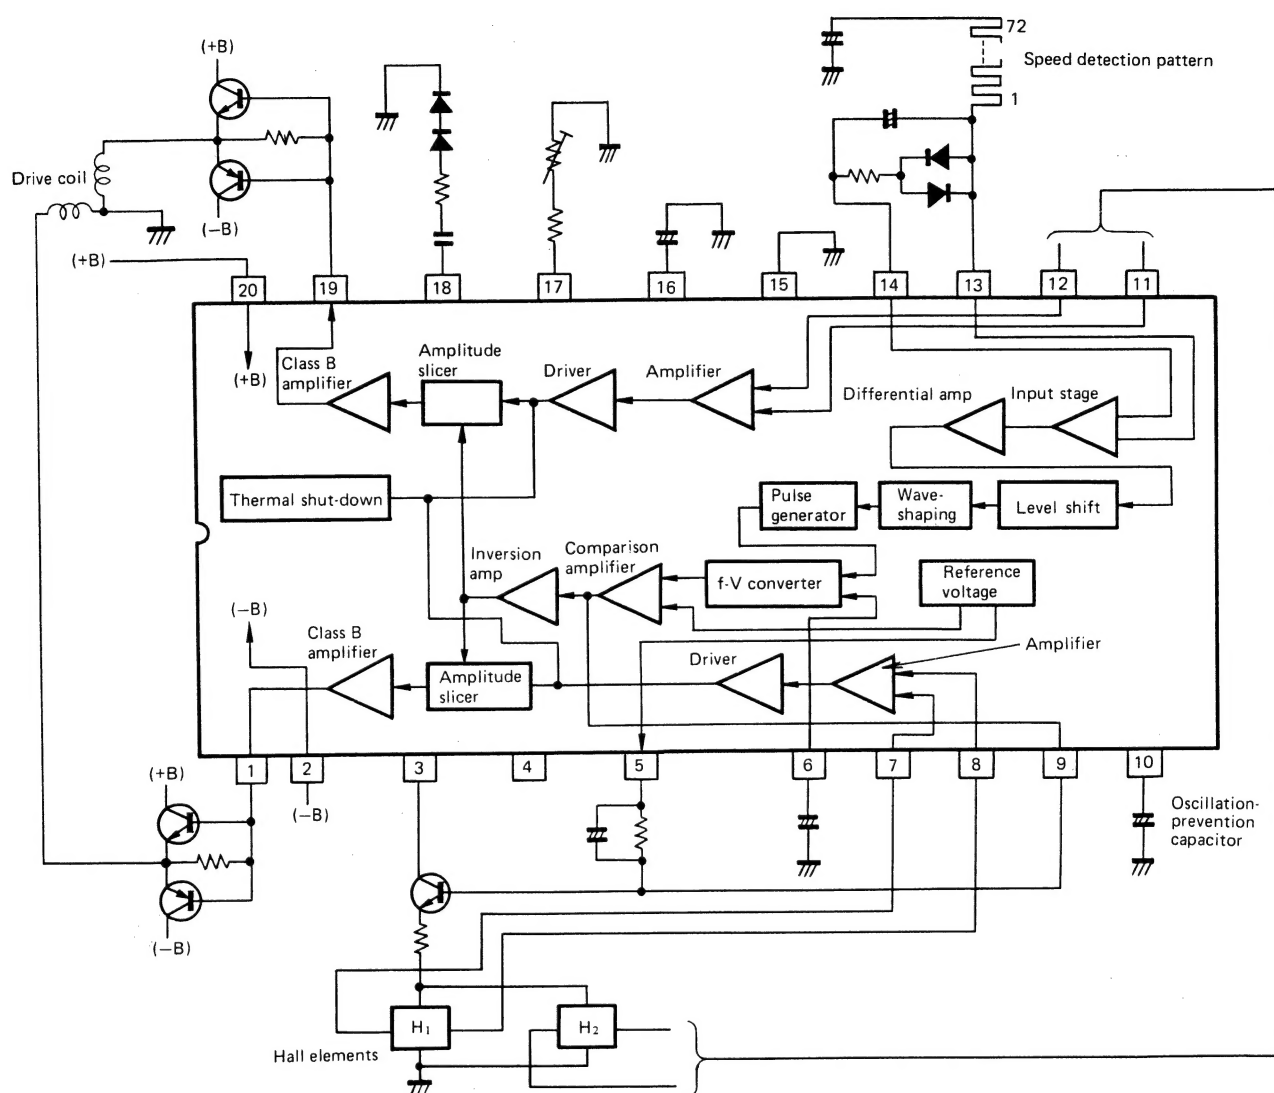 72
Speed detection pattern
1
(+B)
Drive coil
(−B)
(+B)
20
19
18
17
16
15
14
13
12
11
(+B)
Class B
amplifier
Amplitude
slicer
Driver
Amplifier
Differential amp
Input stage
Thermal shut-down
Pulse
generator
Wave-
shaping
Level shift
Inversion
amp
Comparison
amplifier
f-V converter
Reference
voltage
(−B)
Class B
amplifier
Amplitude
slicer
Driver
Amplifier
1
2
3
4
5
6
7
8
9
10
(+B)
(−B)
(−B)
Oscillation-
prevention
capacitor
H1
H2
Hall elements